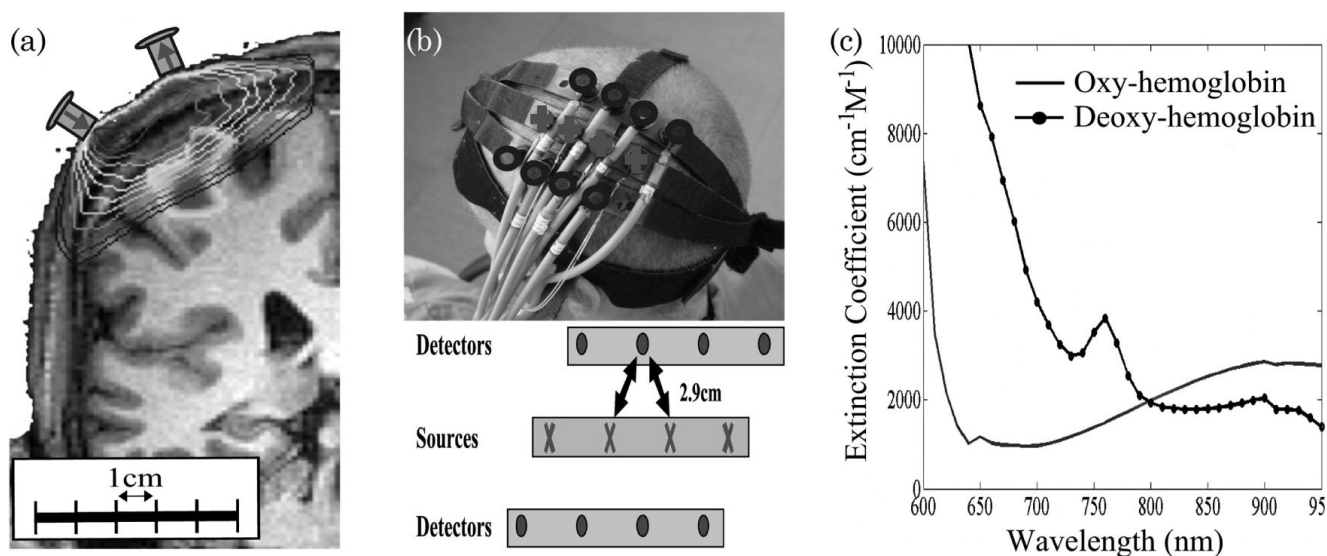 (a)
1cm
(b)
Detectors
2.9cm
Sources
Detectors
(c)
10000
8000
6000
4000
2000
0
Extinction Coefficient (cm⁻¹M⁻¹)
Oxy-hemoglobin
Deoxy-hemoglobin
600 650 700 750 800 850 900 95
Wavelength (nm)